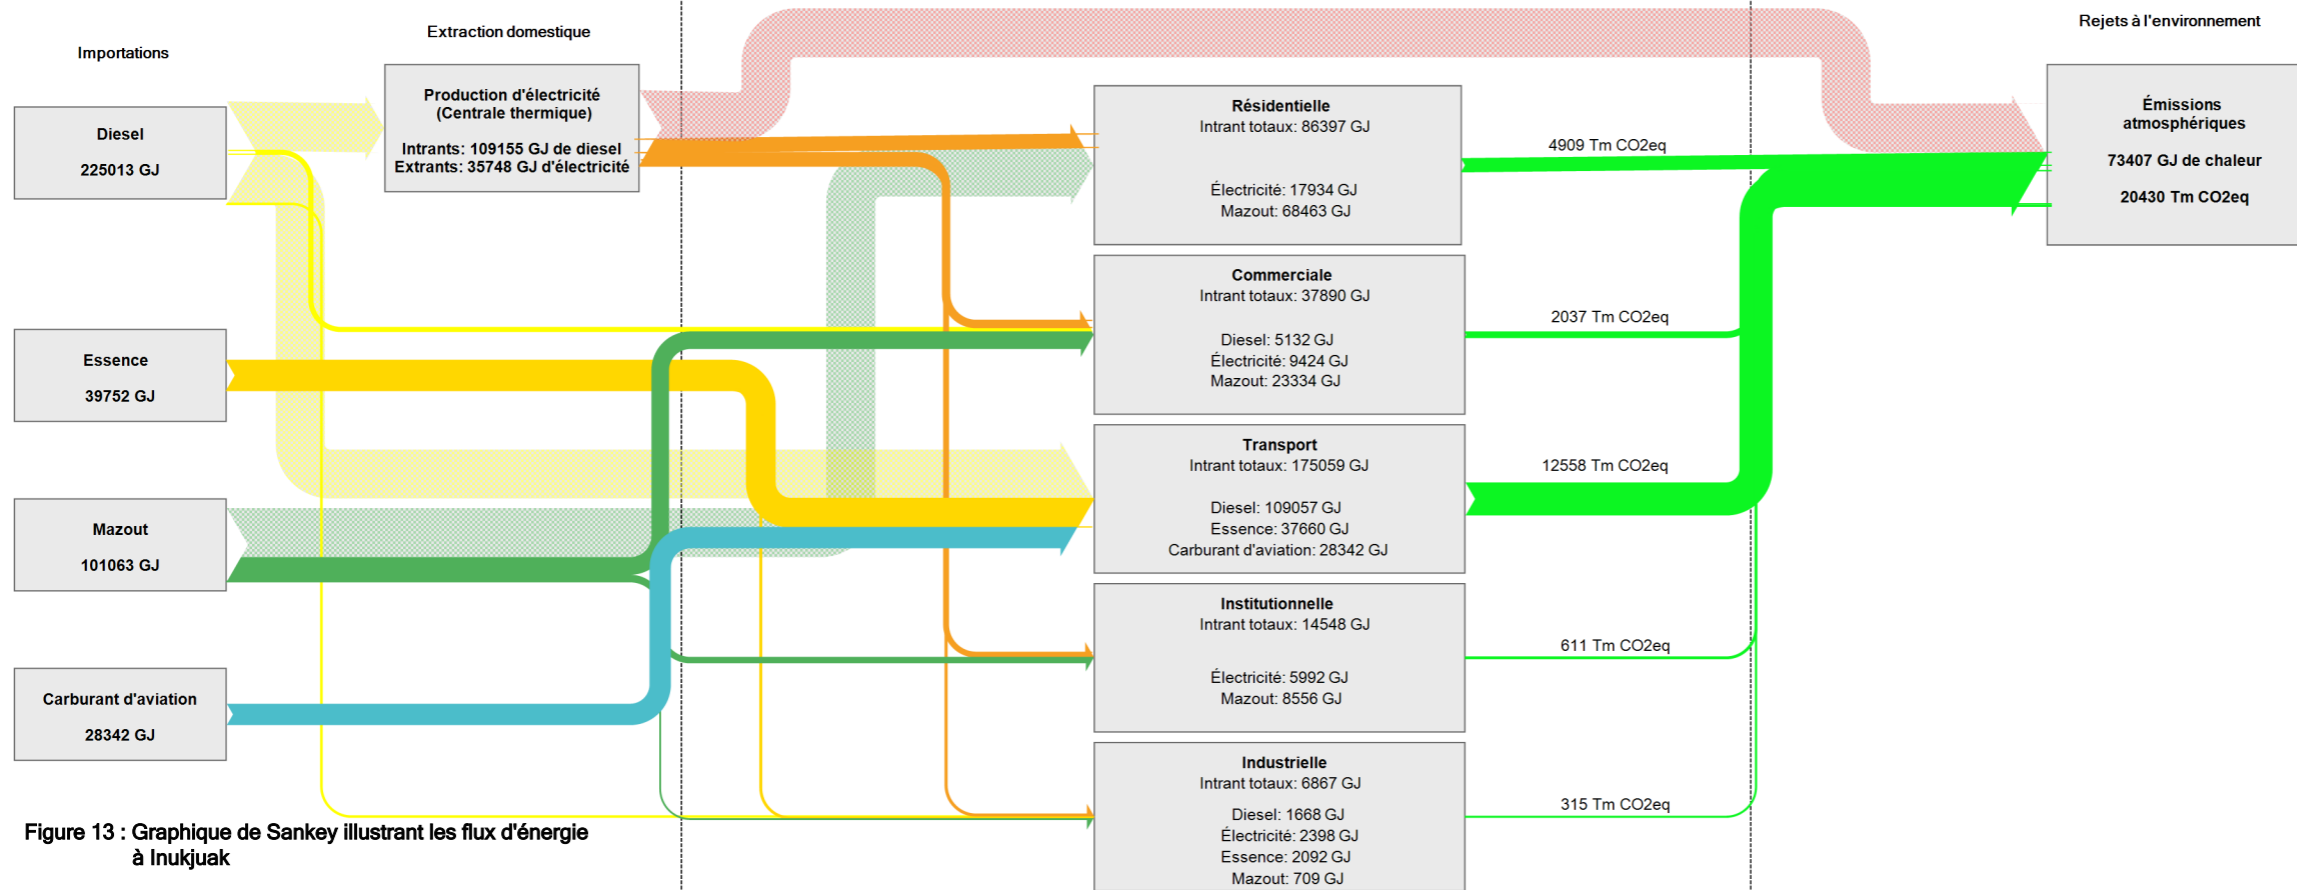 Importations
Extraction domestique
Rejets à l'environnement
Diesel
225013 GJ
Essence
39752 GJ
Mazout
101063 GJ
Carburant d'aviation
28342 GJ
Production d'électricité
(Centrale thermique)
Intrants: 109155 GJ de diesel
Extrants: 35748 GJ d'électricité
Résidentielle
Intrant totaux: 86397 GJ
Électricité: 17934 GJ
Mazout: 68463 GJ
Commerciale
Intrant totaux: 37890 GJ
Diesel: 5132 GJ
Électricité: 9424 GJ
Mazout: 23334 GJ
Transport
Intrant totaux: 175059 GJ
Diesel: 109057 GJ
Essence: 37660 GJ
Carburant d'aviation: 28342 GJ
Institutionnelle
Intrant totaux: 14548 GJ
Électricité: 5992 GJ
Mazout: 8556 GJ
Industrielle
Intrant totaux: 6867 GJ
Diesel: 1668 GJ
Électricité: 2398 GJ
Essence: 2092 GJ
Mazout: 709 GJ
4909 Tm CO2eq
2037 Tm CO2eq
12558 Tm CO2eq
611 Tm CO2eq
315 Tm CO2eq
Émissions
atmosphériques
73407 GJ de chaleur
20430 Tm CO2eq
Figure 13 : Graphique de Sankey illustrant les flux d'énergie
à Inukjuak